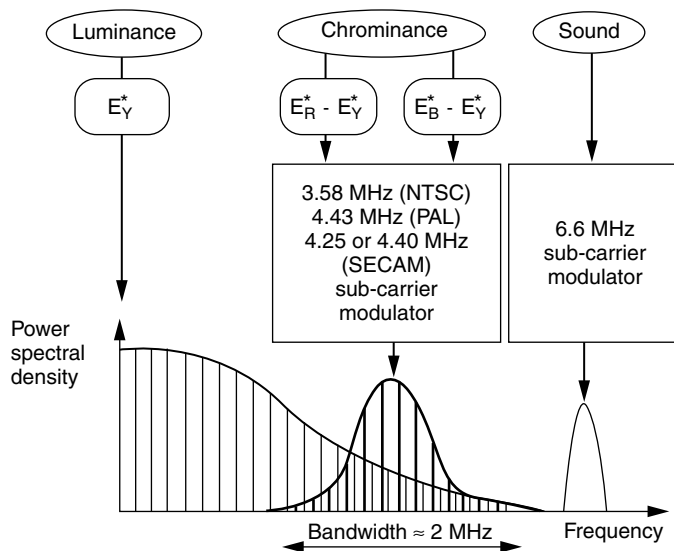 Luminance
Chrominance
Sound
E*Y
E*R - E*Y
E*B - E*Y
3.58 MHz (NTSC)
4.43 MHz (PAL)
4.25 or 4.40 MHz
(SECAM)
sub-carrier
modulator
6.6 MHz
sub-carrier
modulator
Power
spectral
density
Bandwidth ≈ 2 MHz
Frequency